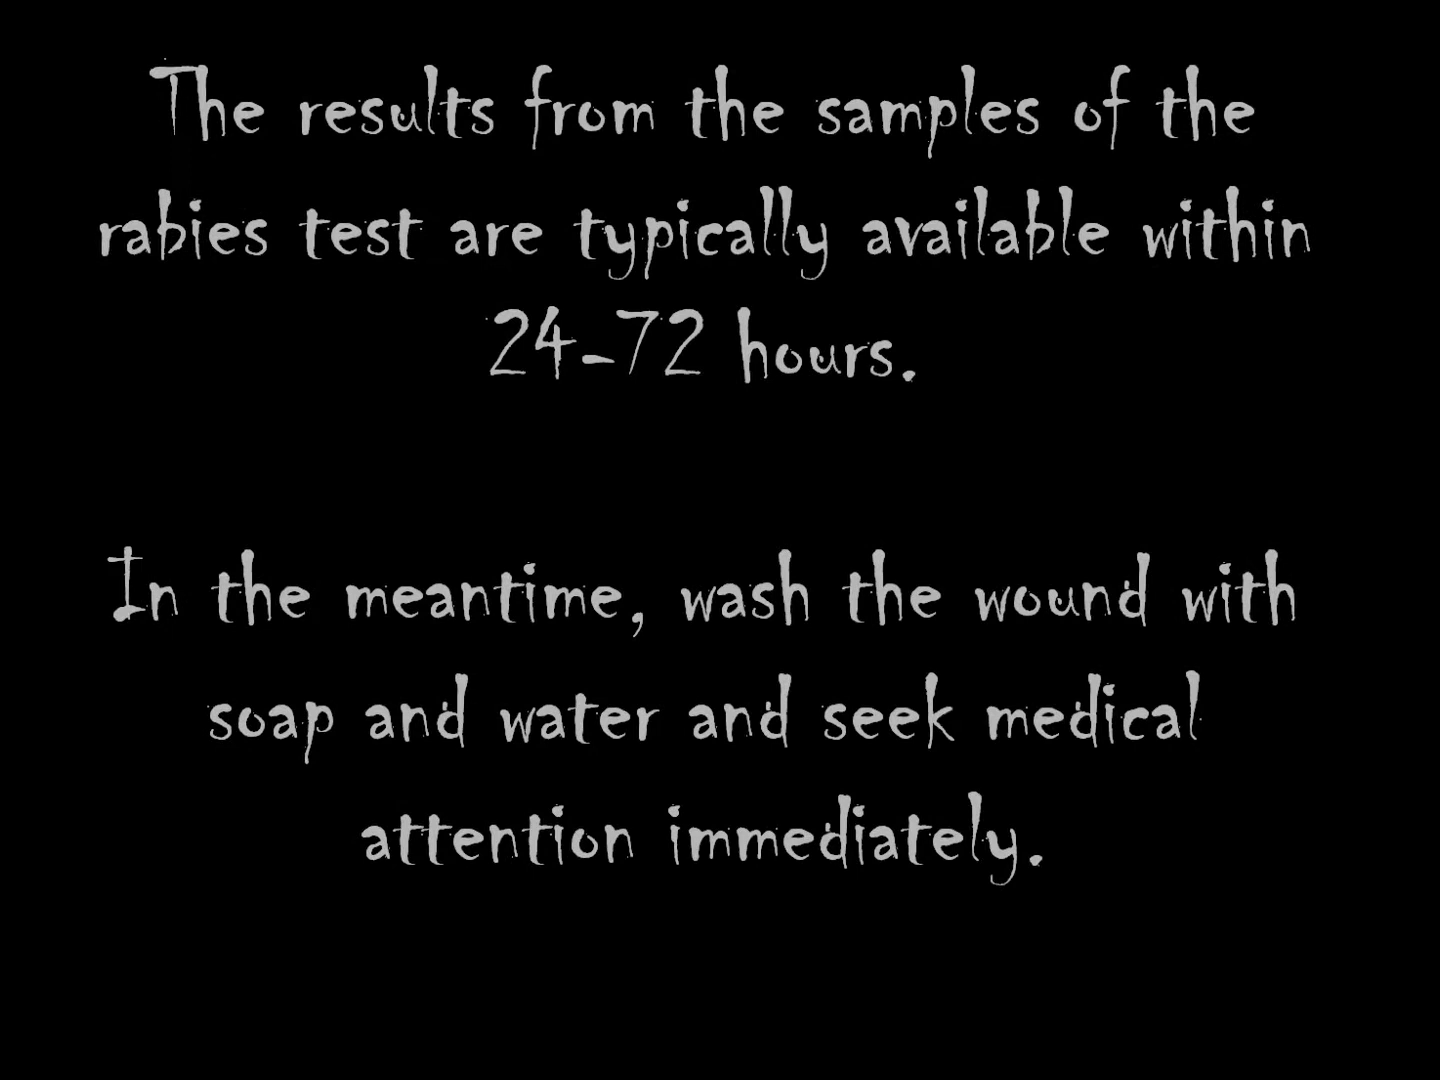 The results from the samples of the
rabies test are typically available within
24-72 hours.
In the meantime, wash the wound with
soap and water and seek medical
attention immediately.